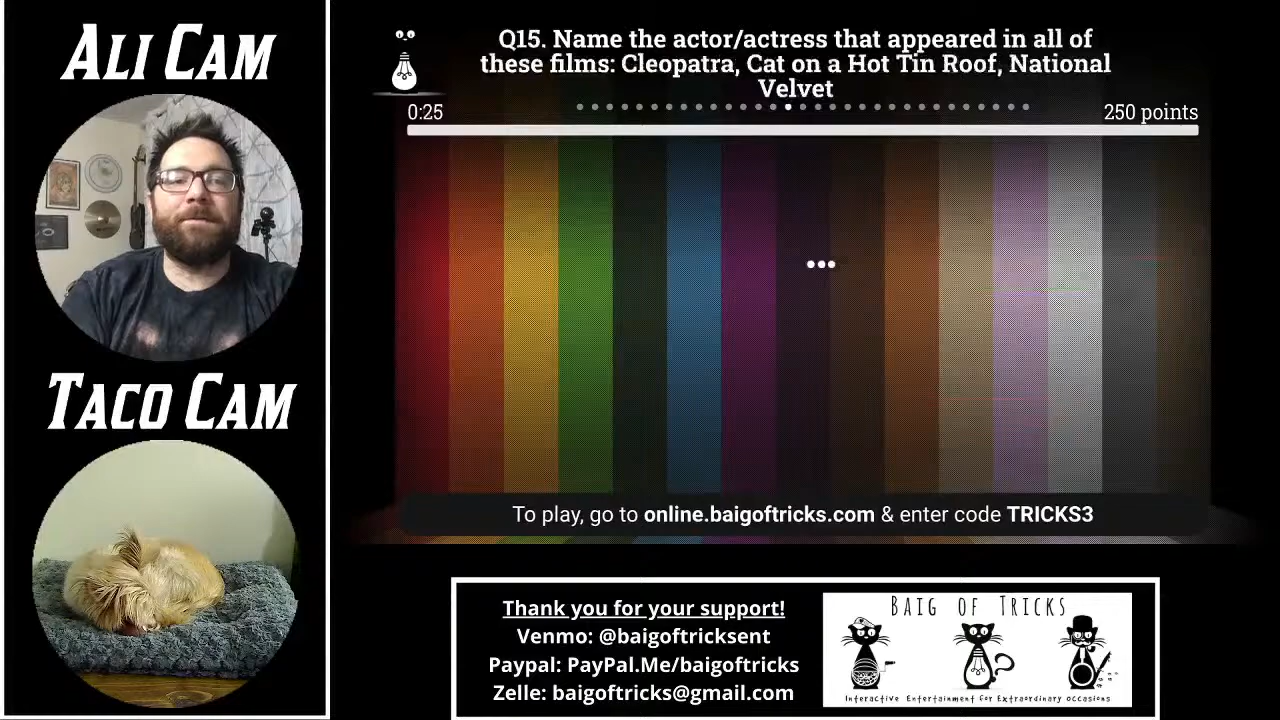 ALI CAM
TACO CAM
Q15. Name the actor/actress that appeared in all of
these films: Cleopatra, Cat on a Hot Tin Roof, National
Velvet
0:25
250 points
To play, go to online.baigoftricks.com & enter code TRICKS3
Thank you for your support!
Venmo: @baigoftricksent
Paypal: PayPal.Me/baigoftricks
Zelle: baigoftricks@gmail.com
BAIG OF TRICKS
Interactive Entertainment for Extraordinary occasions